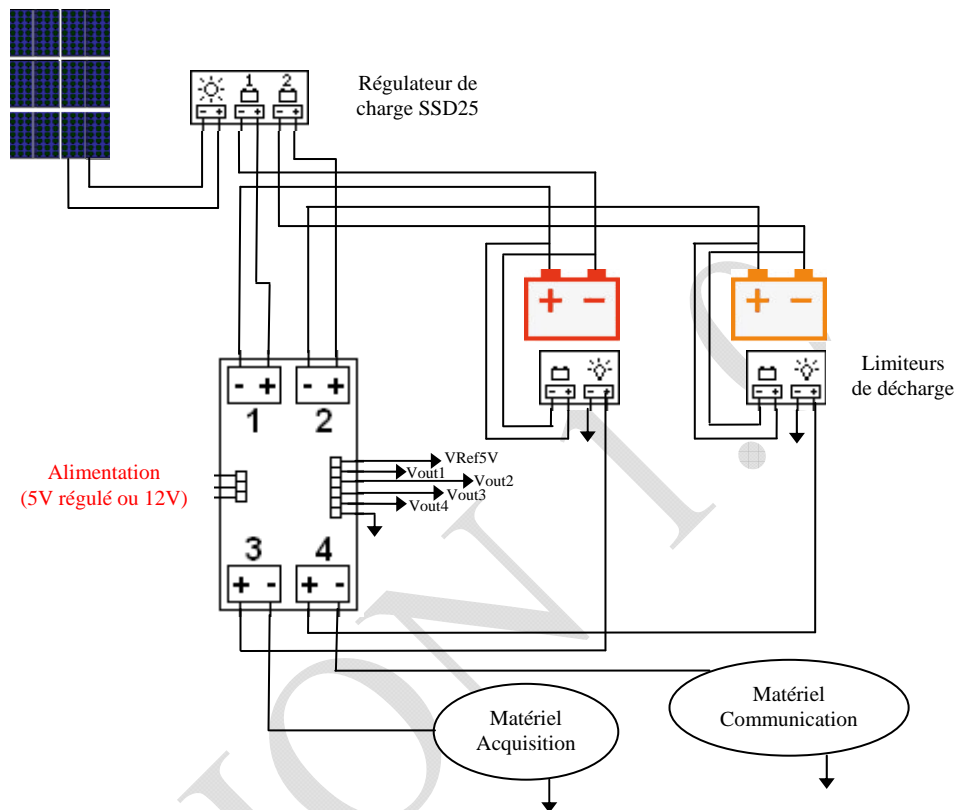 1 2
Régulateur de
charge SSD25
- + - + - +
+ -
+ -
Limiteurs
de décharge
- + - +
- + - +
- + - +
1 2
Alimentation
(5V régulé ou 12V)
VRef5V
Vout1
Vout2
Vout3
Vout4
3 4
+ - + -
Matériel
Acquisition
Matériel
Communication